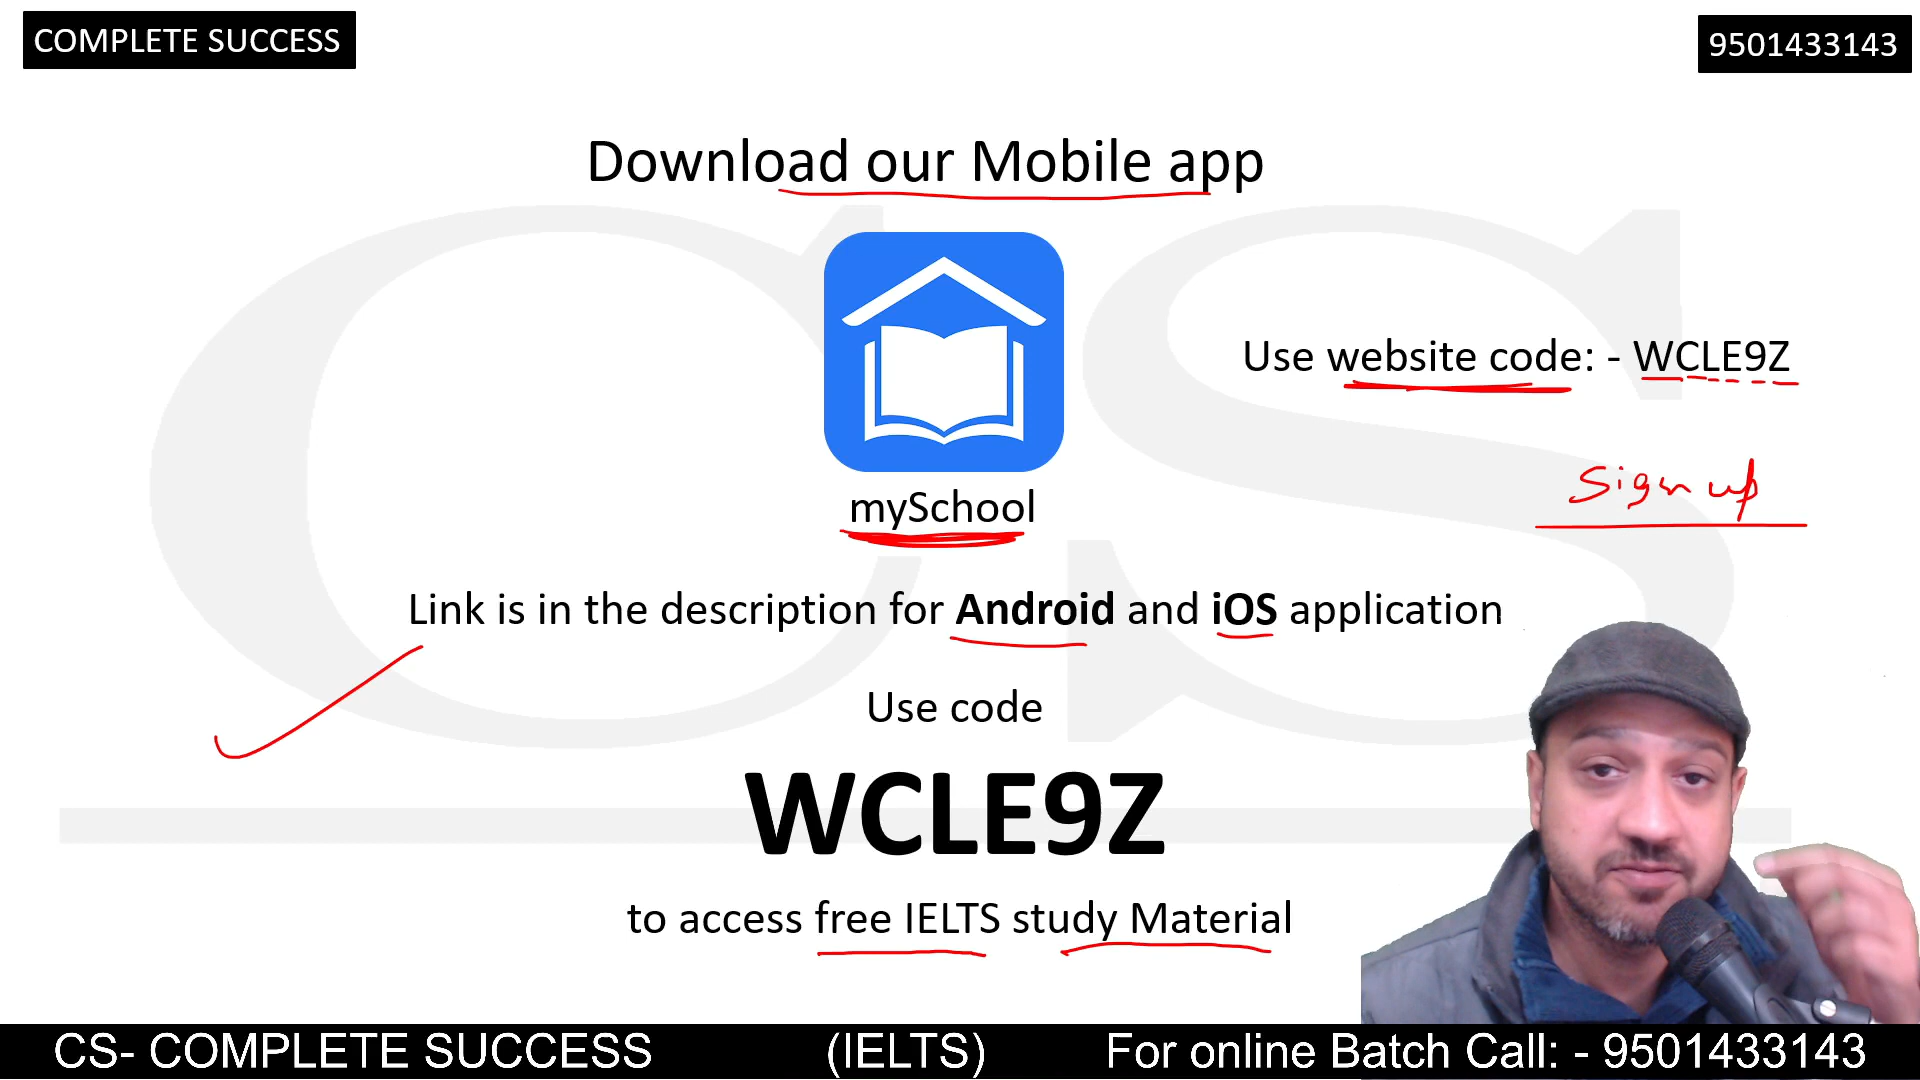 COMPLETE SUCCESS
9501433143
Download our Mobile app
Use website code: - WCLE9Z
Sign up
mySchool
Link is in the description for Android and iOS application
Use code
WCLE9Z
to access free IELTS study Material
CS- COMPLETE SUCCESS (IELTS) For online Batch Call: - 9501433143
CS